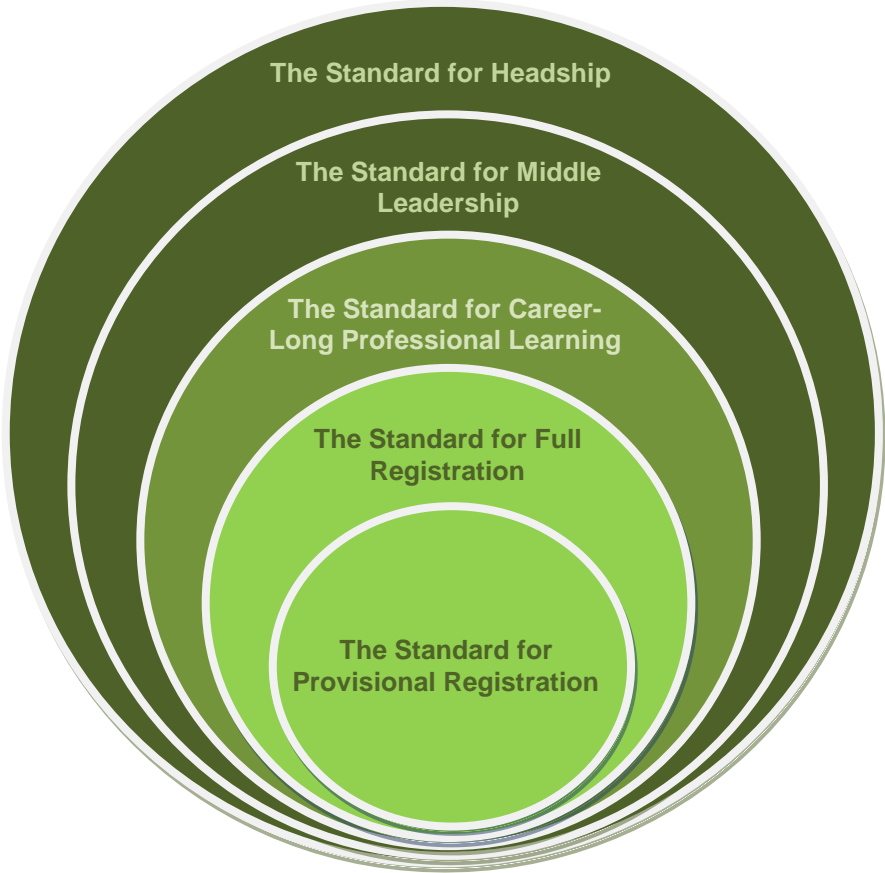 The Standard for Headship
The Standard for Middle
Leadership
The Standard for Career-
Long Professional Learning
The Standard for Full
Registration
The Standard for
Provisional Registration